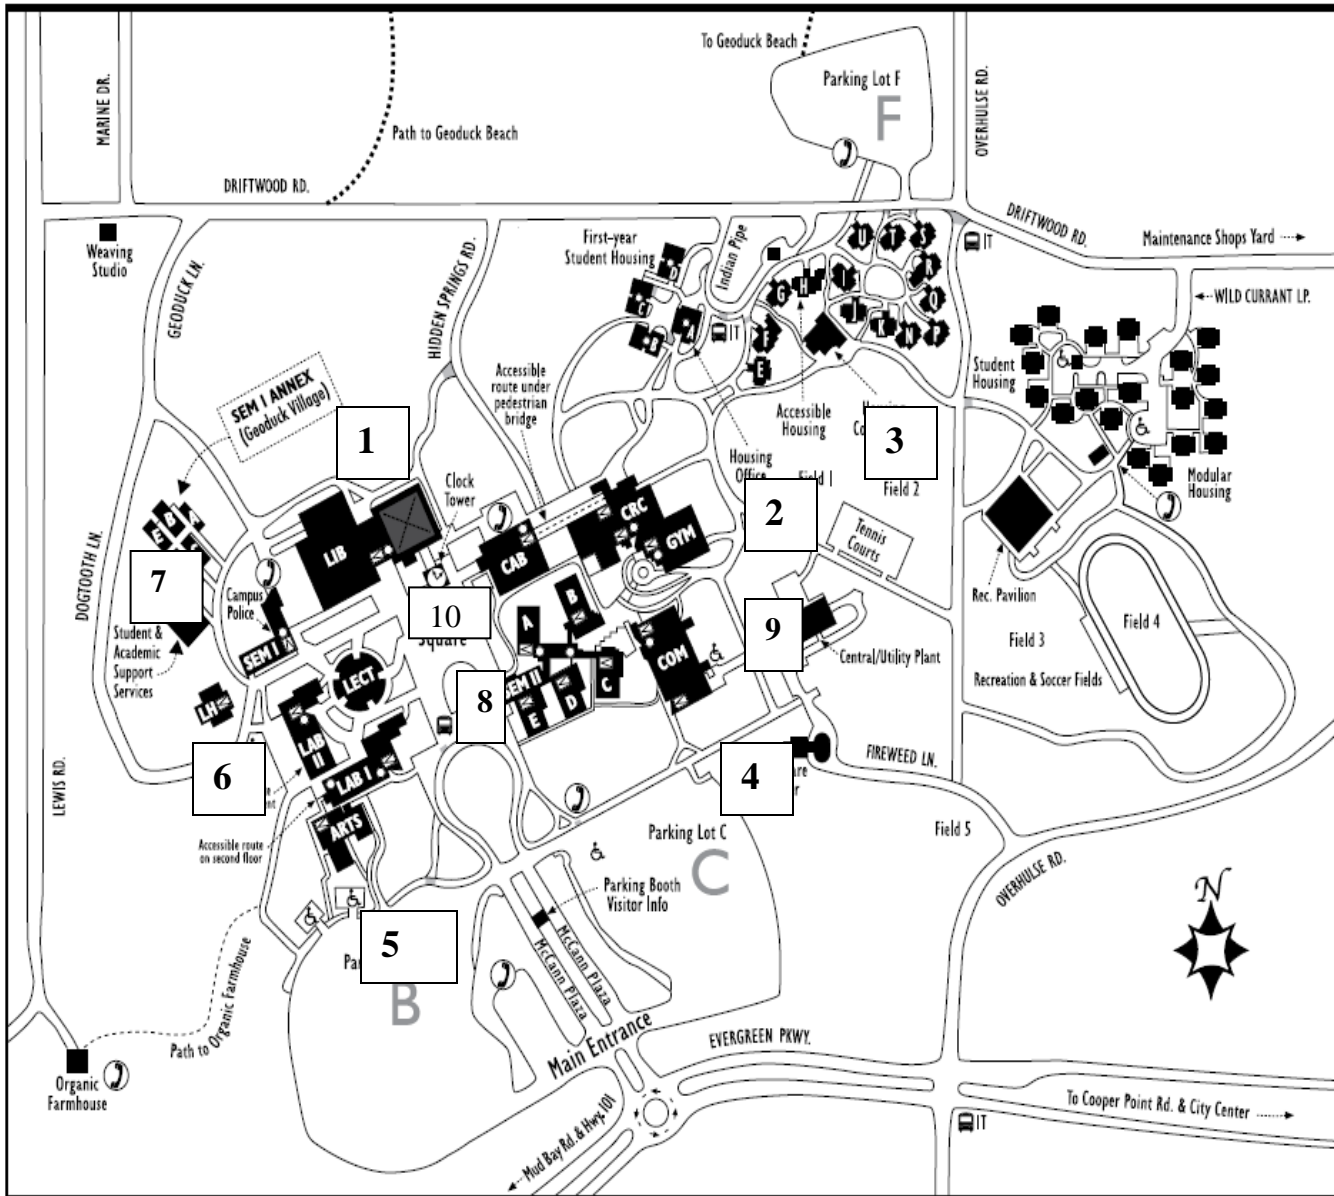 To Geoduck Beach
Parking Lot F
F
MARINE DR.
Path to Geoduck Beach
OVERHULSE RD.
DRIFTWOOD RD.
DRIFTWOOD RD.
Maintenance Shops Yard
Weaving
Studio
GEODUCK LN.
HIDDEN SPRINGS RD.
First-year
Student Housing
Indian Pipe
IT
WILD CURRANT LP.
U
T
S
R
Q
P
N
K
J
I
H
G
F
E
D
C
B
A
IT
Student
Housing
Accessible
route under
pedestrian
bridge
Accessible
Housing
Housing
Office
SEM I ANNEX
(Geoduck Village)
1
3
2
Field 1
Field 2
Modular
Housing
Clock
Tower
Tennis
Courts
Rec. Pavilion
B
E
7
LIB
CAB
CRC
GYM
DOGTOOTH LN.
Campus
Police
10
Square
A
B
9
Field 3
Field 4
Student &
Academic
Support
Services
SEM I
LECT
COM
Central/Utility Plant
Recreation & Soccer Fields
LH
8
SEM II
C
D
E
LAB
II
6
LAB I
4
FIREWEED LN.
LEWIS RD.
ARTS
Accessible route
on second floor
Parking Lot C
C
Field 5
OVERHULSE RD.
Parking Booth
Visitor Info
N
5
B
McCann Plaza
McCann Plaza
Path to Organic Farmhouse
Main Entrance
EVERGREEN PKWY.
Organic
Farmhouse
Mud Bay Rd. & Hwy. 101
To Cooper Point Rd. & City Center
IT